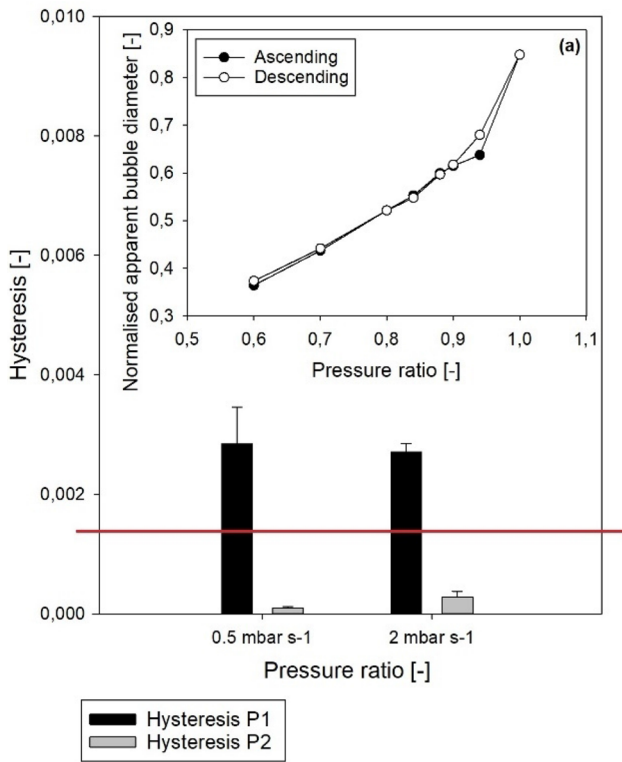 0,010
0,008
0,006
0,004
0,002
0,000
Hysteresis [-]
0.5 mbar s-1
2 mbar s-1
Pressure ratio [-]
Normalised apparent bubble diameter [-]
0,9
0,8
0,7
0,6
0,5
0,4
0,3
(a)
Ascending
Descending
0,5 0,6 0,7 0,8 0,9 1,0 1,1
Pressure ratio [-]
Hysteresis P1
Hysteresis P2